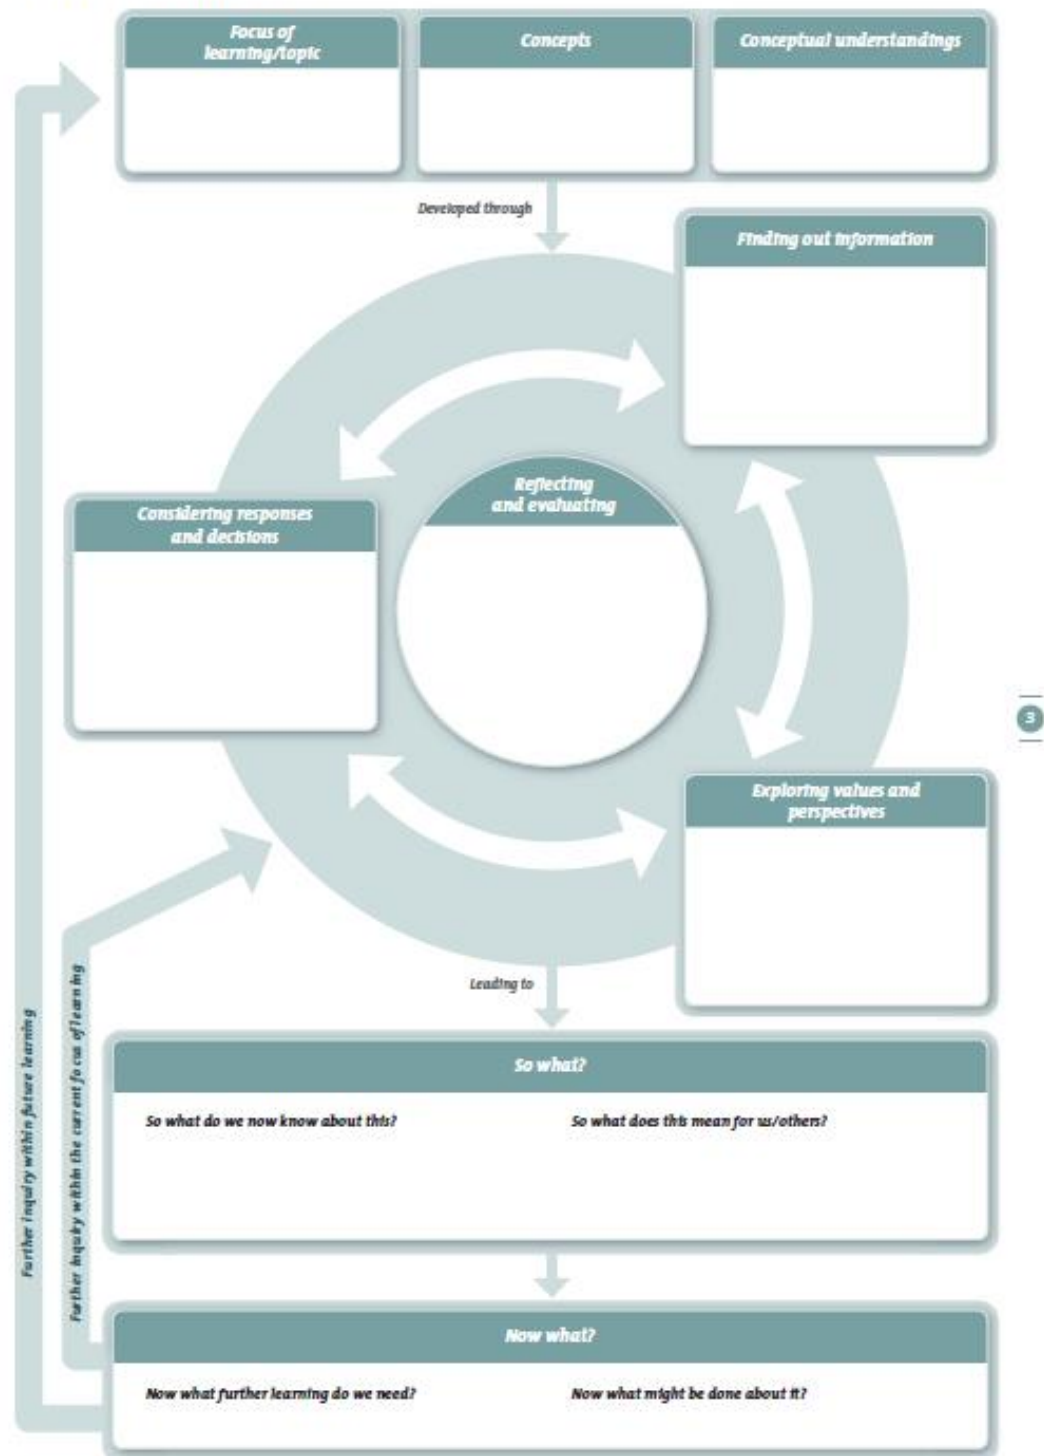 Focus of
learning/topic
Concepts
Conceptual understandings
Developed through
Finding out information
Reflecting
and evaluating
Considering responses
and decisions
3
Exploring values and
perspectives
Leading to
Further inquiry within future learning
Further inquiry within the current focus of learning
So what?
So what do we now know about this?
So what does this mean for us/others?
Now what?
Now what further learning do we need?
Now what might be done about it?